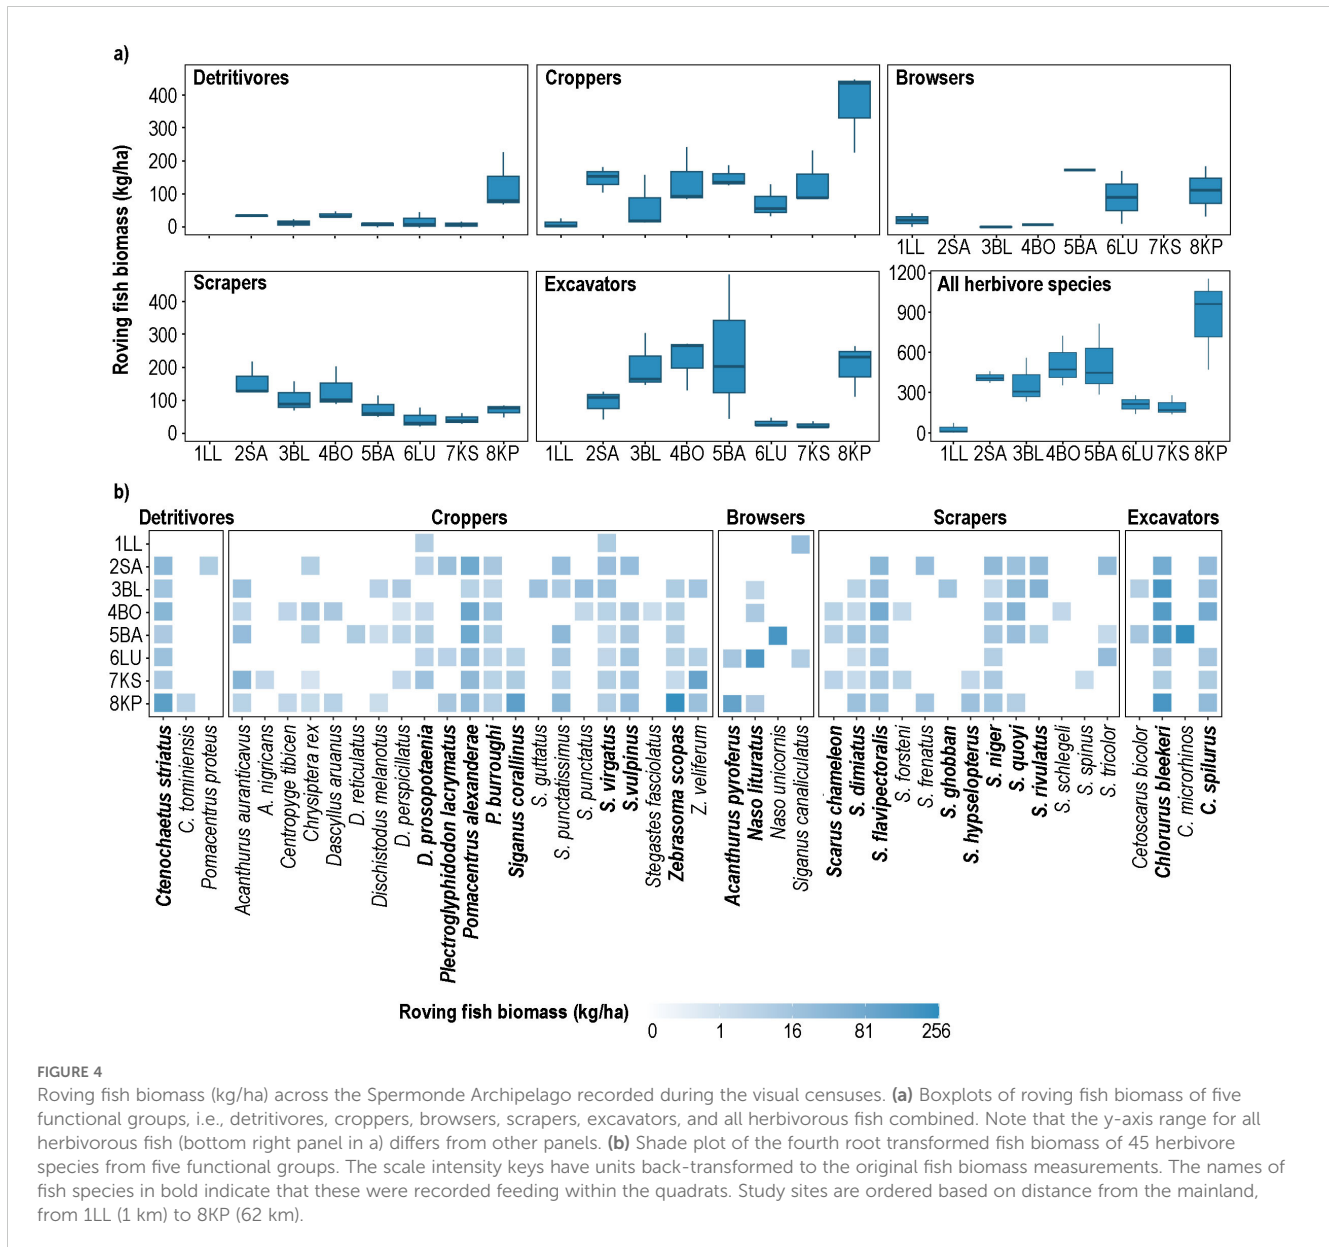 a)
Detritivores
Croppers
Browsers
Roving fish biomass (kg/ha)
400
300
200
100
0
1LL 2SA 3BL 4BO 5BA 6LU 7KS 8KP
Scrapers
Excavators
All herbivore species
400
300
200
100
0
1200
900
600
300
0
1LL 2SA 3BL 4BO 5BA 6LU 7KS 8KP
1LL 2SA 3BL 4BO 5BA 6LU 7KS 8KP
1LL 2SA 3BL 4BO 5BA 6LU 7KS 8KP
b)
Detritivores
Croppers
Browsers
Scrapers
Excavators
1LL
2SA
3BL
4BO
5BA
6LU
7KS
8KP
Ctenochaetus striatus
C. tominiensis
Pomacentrus proteus
Acanthurus auranticavus
A. nigricans
Centropyge tibicen
Chrysiptera rex
Dascyllus aruanus
D. reticulatus
Dischistodus melanotus
D. perspicillatus
D. prosopotaenia
Plectroglyphidodon lacrymatus
Pomacentrus alexanderae
P. burroughi
Siganus corallinus
S. guttatus
S. punctatissimus
S. punctatus
S. virgatus
S.vulpinus
Stegastes fasciolatus
Zebrasoma scopas
Z. veliferum
Acanthurus pyroferus
Naso lituratus
Naso unicornis
Siganus canaliculatus
Scarus chameleon
S. dimiatus
S. flavipectoralis
S. forstenii
S. frenatus
S. ghobban
S. hypselopterus
S. niger
S. quoyi
S. rivulatus
S. schlegeli
S. spinus
S. tricolor
Cetoscarus bicolor
Chlorurus bleekeri
C. microrhinos
C. spilurus
Roving fish biomass (kg/ha)
0 1 16 81 256
FIGURE 4
Roving fish biomass (kg/ha) across the Spermonde Archipelago recorded during the visual censuses. (a) Boxplots of roving fish biomass of five
functional groups, i.e., detritivores, croppers, browsers, scrapers, excavators, and all herbivorous fish combined. Note that the y-axis range for all
herbivorous fish (bottom right panel in a) differs from other panels. (b) Shade plot of the fourth root transformed fish biomass of 45 herbivore
species from five functional groups. The scale intensity keys have units back-transformed to the original fish biomass measurements. The names of
fish species in bold indicate that these were recorded feeding within the quadrats. Study sites are ordered based on distance from the mainland,
from 1LL (1 km) to 8KP (62 km).